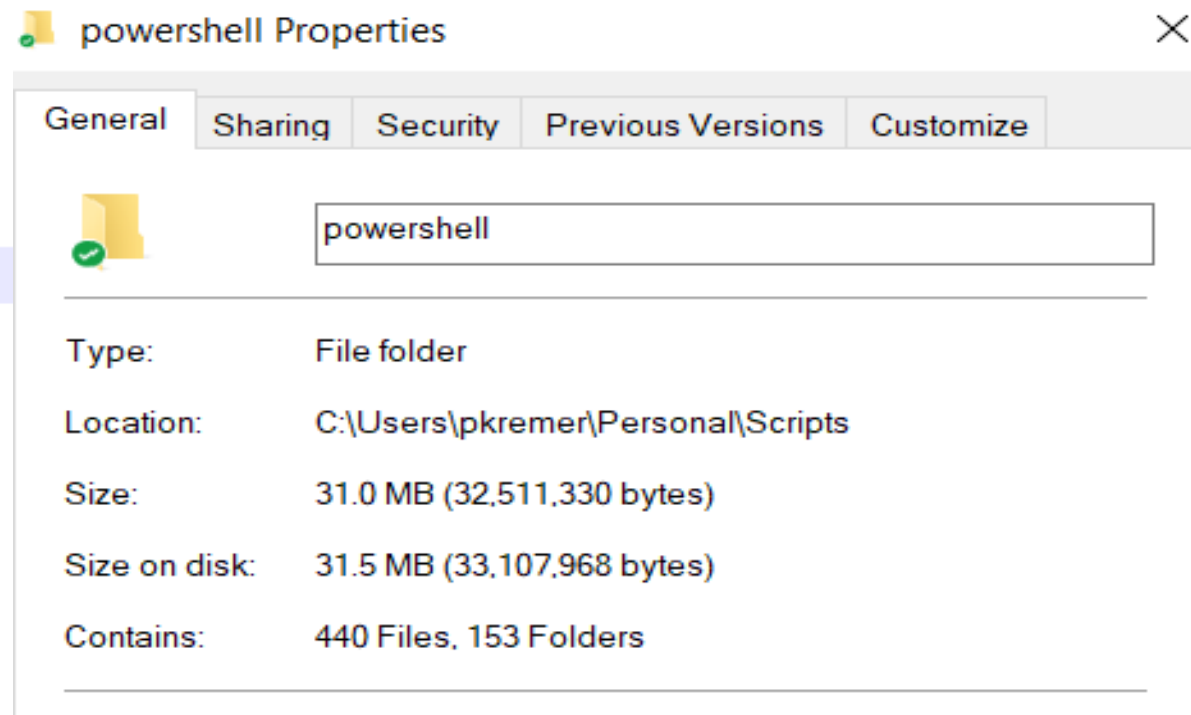 powershell Properties
General Sharing Security Previous Versions Customize
powershell
Type: File folder
Location: C:\Users\pkremer\Personal\Scripts
Size: 31.0 MB (32,511,330 bytes)
Size on disk: 31.5 MB (33,107,968 bytes)
Contains: 440 Files, 153 Folders